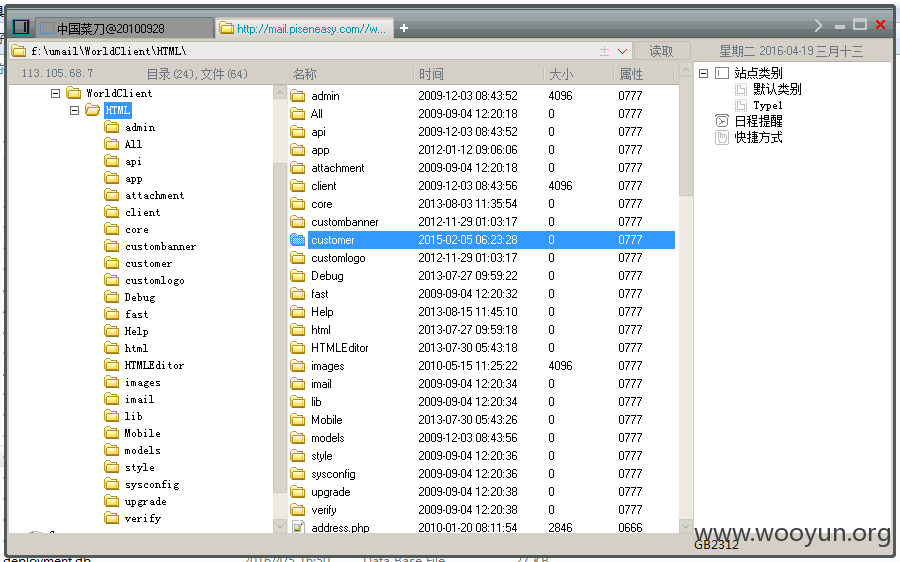 中国菜刀@20100928 http://mail.piseneasy.com//w... +
f:\umail\WorldClient\HTML\ 读取 星期二 2016-04-19 三月十三
113.105.68.7 目录(24),文件(64) 名称 时间 大小 属性
WorldClient
HTML
admin
All
api
app
attachment
client
core
custombanner
customer
customlogo
Debug
fast
Help
html
HTMLEditor
images
imail
lib
Mobile
models
style
sysconfig
upgrade
verify
admin 2009-12-03 08:43:52 4096 0777
All 2009-09-04 12:20:18 0 0777
api 2009-12-03 08:43:52 0 0777
app 2012-01-12 09:06:06 0 0777
attachment 2009-09-04 12:20:18 0 0777
client 2009-12-03 08:43:56 4096 0777
core 2013-08-03 11:35:54 0 0777
custombanner 2012-11-29 01:03:17 0 0777
customer 2015-02-05 06:23:28 0 0777
customlogo 2012-11-29 01:03:17 0 0777
Debug 2013-07-27 09:59:22 0 0777
fast 2009-09-04 12:20:32 0 0777
Help 2013-08-15 11:45:10 0 0777
html 2013-07-27 09:59:18 0 0777
HTMLEditor 2013-07-30 05:43:18 0 0777
images 2010-05-15 11:25:22 4096 0777
imail 2009-09-04 12:20:34 0 0777
lib 2009-09-04 12:20:34 0 0777
Mobile 2013-07-30 05:43:26 0 0777
models 2009-12-03 08:43:56 0 0777
style 2009-09-04 12:20:36 0 0777
sysconfig 2009-09-04 12:20:36 0 0777
upgrade 2009-09-04 12:20:38 0 0777
verify 2009-09-04 12:20:38 0 0777
address.php 2010-01-20 08:11:54 2846 0666
站点类别
默认类别
Type1
日程提醒
快捷方式
www.wooyun.org
GB2312
deployment.db 2016/4/5 16:50 Data Base File 27 KB